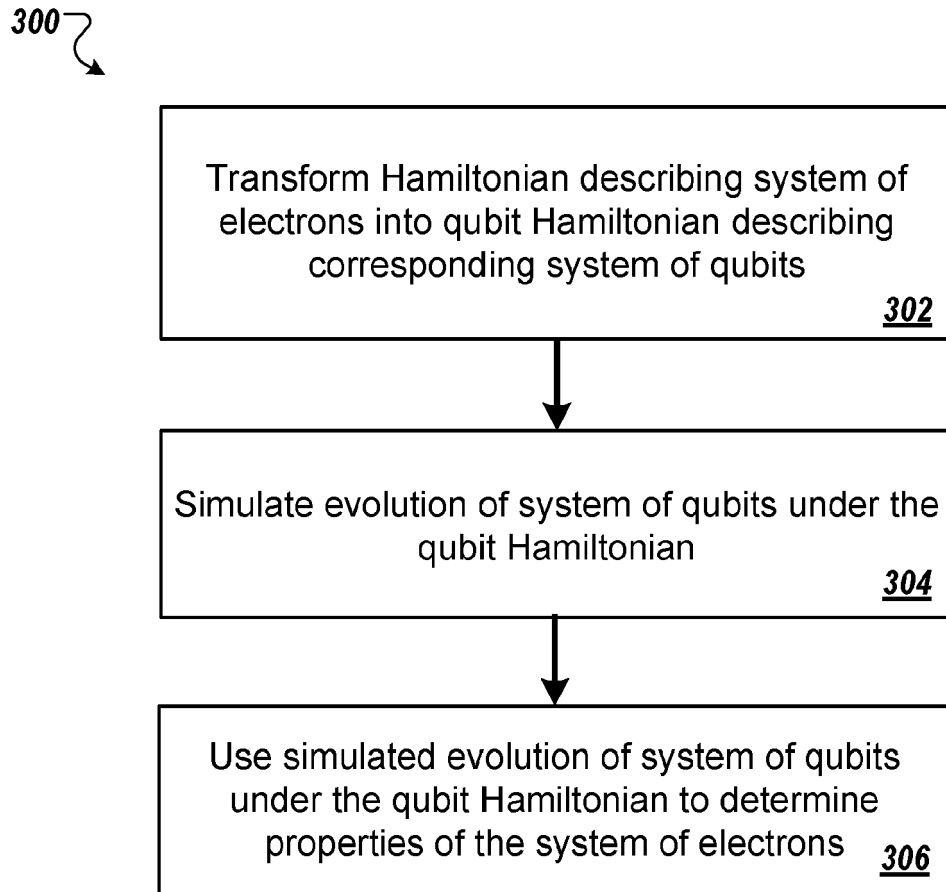 300
Transform Hamiltonian describing system of
electrons into qubit Hamiltonian describing
corresponding system of qubits
302
Simulate evolution of system of qubits under the
qubit Hamiltonian
304
Use simulated evolution of system of qubits
under the qubit Hamiltonian to determine
properties of the system of electrons
306